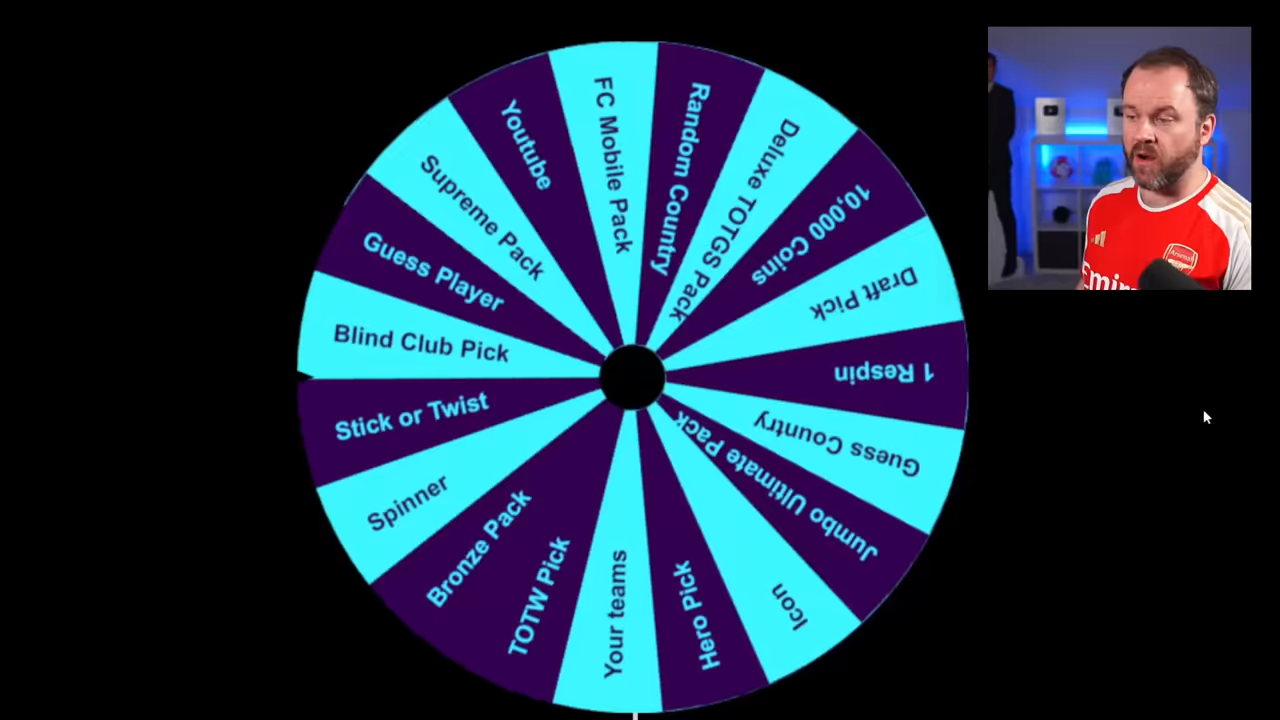 FC Mobile Pack
Random Country
Deluxe TOTGS Pack
10,000 Coins
Draft Pick
1 Respin
Guess Country
Jumbo Ultimate Pack
Icon
Hero Pick
Your teams
TOTW Pick
Bronze Pack
Spinner
Stick or Twist
Blind Club Pick
Guess Player
Supreme Pack
Youtube
Arsenal